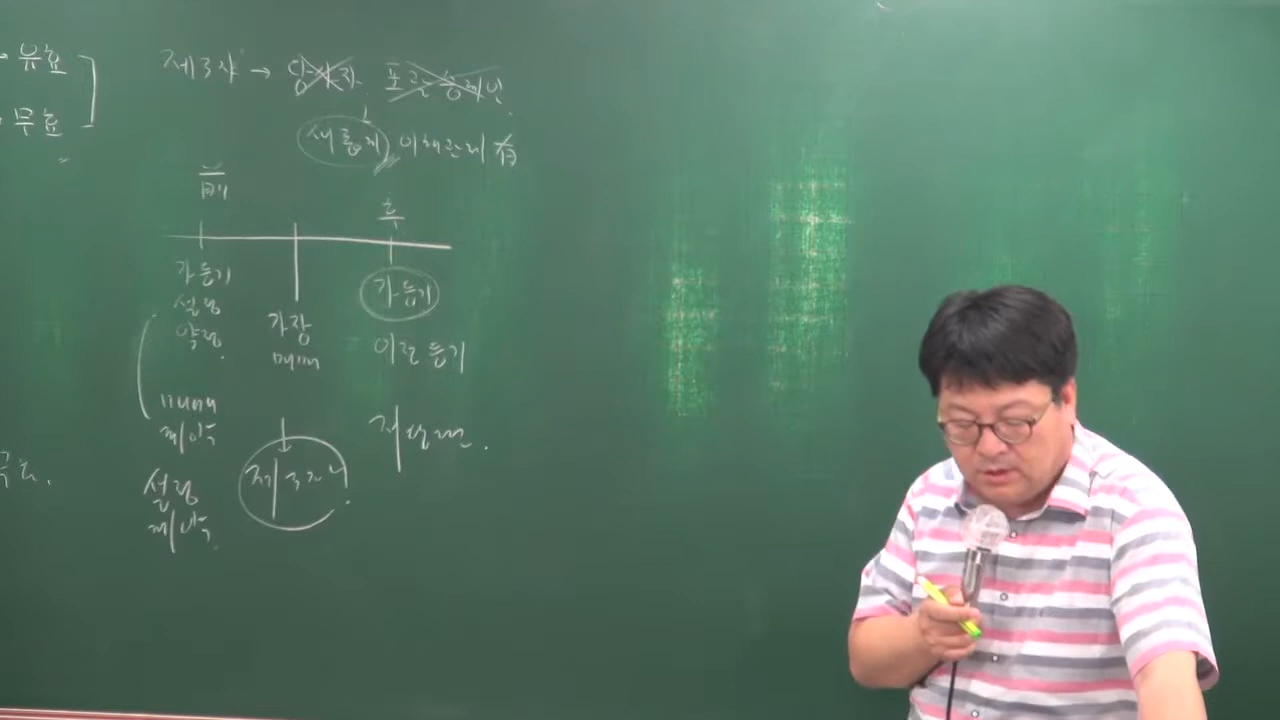 유효
무효
제3자 → 당사자 포괄승계인
새롭게 이해관계 有
前
後
가등기
설정
약정
매매
계약
설정
계약
가장
매매
제3자
가등기
이전등기
저당권